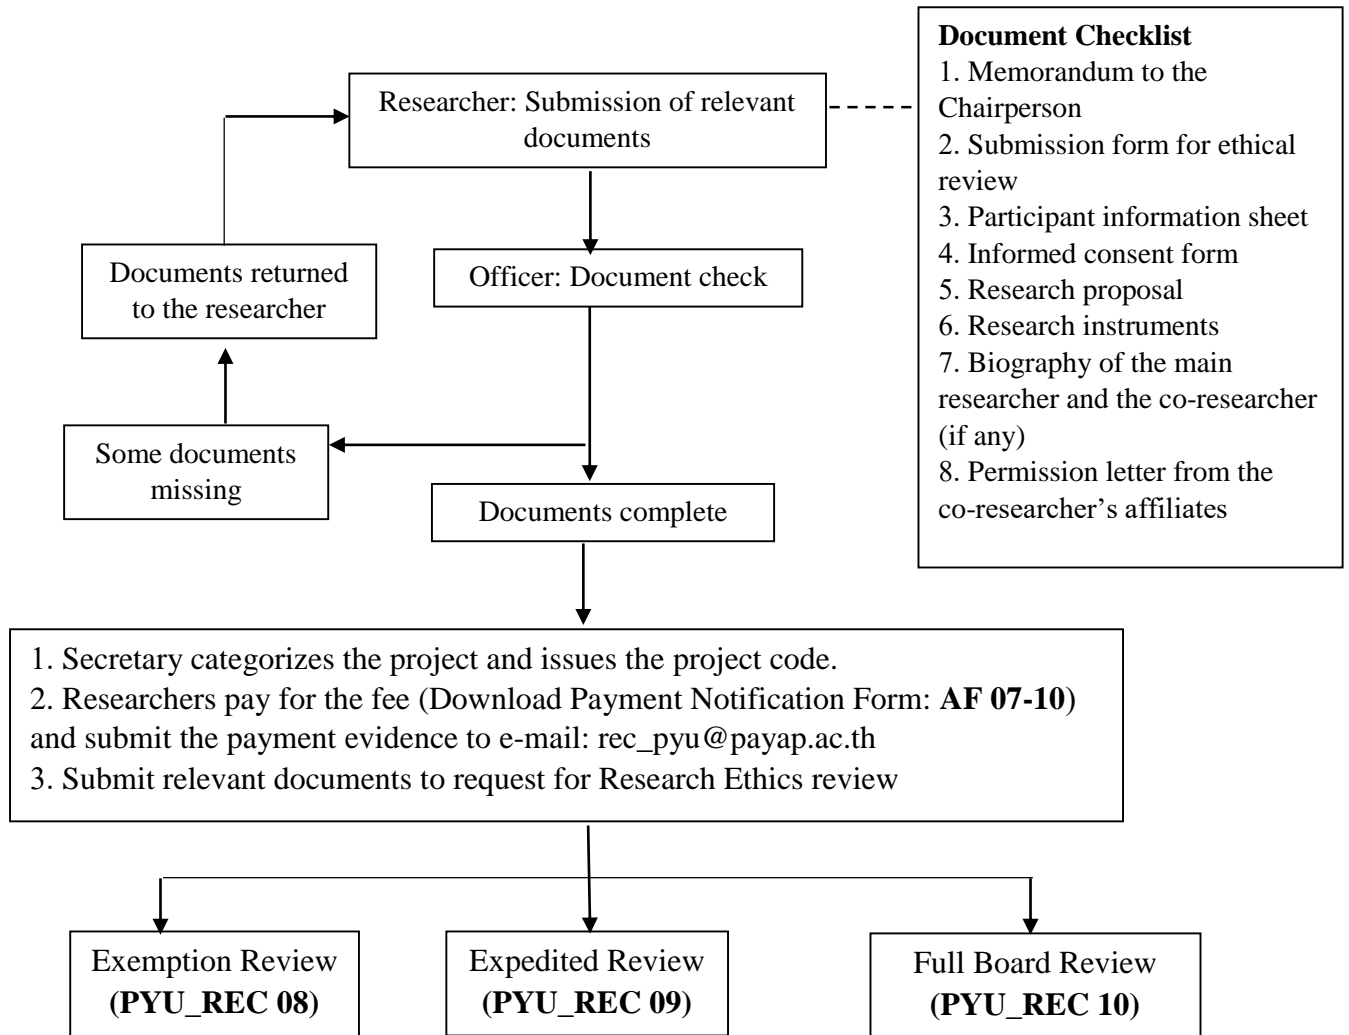 Researcher: Submission of relevant
documents
Document Checklist
1. Memorandum to the
Chairperson
2. Submission form for ethical
review
3. Participant information sheet
4. Informed consent form
5. Research proposal
6. Research instruments
7. Biography of the main
researcher and the co-researcher
(if any)
8. Permission letter from the
co-researcher’s affiliates
Documents returned
to the researcher
Officer: Document check
Some documents
missing
Documents complete
1. Secretary categorizes the project and issues the project code.
2. Researchers pay for the fee (Download Payment Notification Form: AF 07-10)
and submit the payment evidence to e-mail: rec_pyu@payap.ac.th
3. Submit relevant documents to request for Research Ethics review
Exemption Review
(PYU_REC 08)
Expedited Review
(PYU_REC 09)
Full Board Review
(PYU_REC 10)